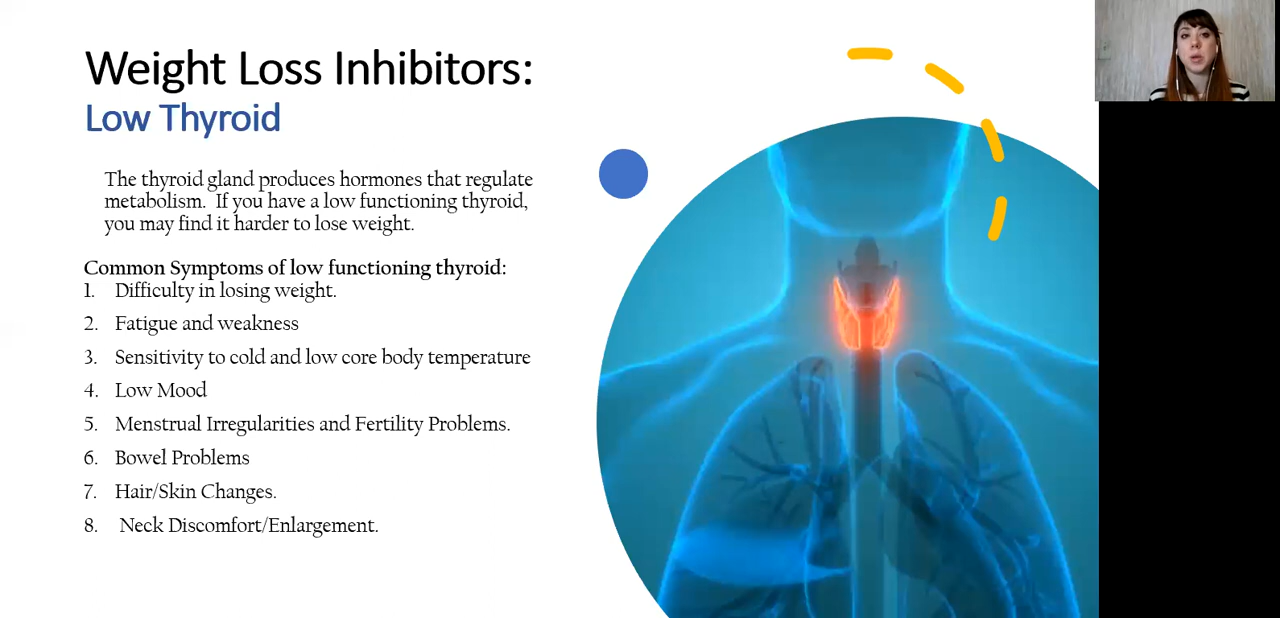 Weight Loss Inhibitors:
Low Thyroid
The thyroid gland produces hormones that regulate
metabolism.  If you have a low functioning thyroid,
you may find it harder to lose weight.
Common Symptoms of low functioning thyroid:
1. Difficulty in losing weight.
2. Fatigue and weakness
3. Sensitivity to cold and low core body temperature
4. Low Mood
5. Menstrual Irregularities and Fertility Problems.
6. Bowel Problems
7. Hair/Skin Changes.
8. Neck Discomfort/Enlargement.